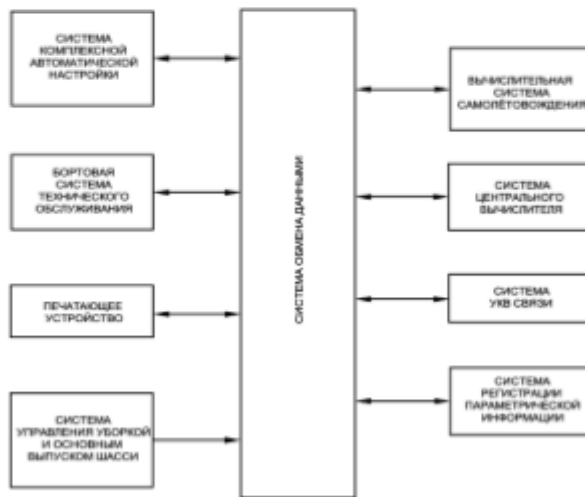 СИСТЕМА
КОМПЛЕКСНОЙ
АВТОМАТИЧЕСКОЙ
НАСТРОЙКИ
БОРТОВАЯ
СИСТЕМА
ТЕХНИЧЕСКОГО
ОБСЛУЖИВАНИЯ
ПЕЧАТАЮЩЕЕ
УСТРОЙСТВО
СИСТЕМА
УПРАВЛЕНИЯ УБОРКОЙ
И ОСНОВНЫМ
ВЫПУСКОМ ШАССИ
СИСТЕМА ОБМЕНА ДАННЫМИ
ВЫЧИСЛИТЕЛЬНАЯ
СИСТЕМА
САМОЛЁТОВОЖДЕНИЯ
СИСТЕМА
ЦЕНТРАЛЬНОГО
ВЫЧИСЛИТЕЛЯ
СИСТЕМА
УКВ СВЯЗИ
СИСТЕМА
РЕГИСТРАЦИИ
ПАРАМЕТРИЧЕСКОЙ
ИНФОРМАЦИИ